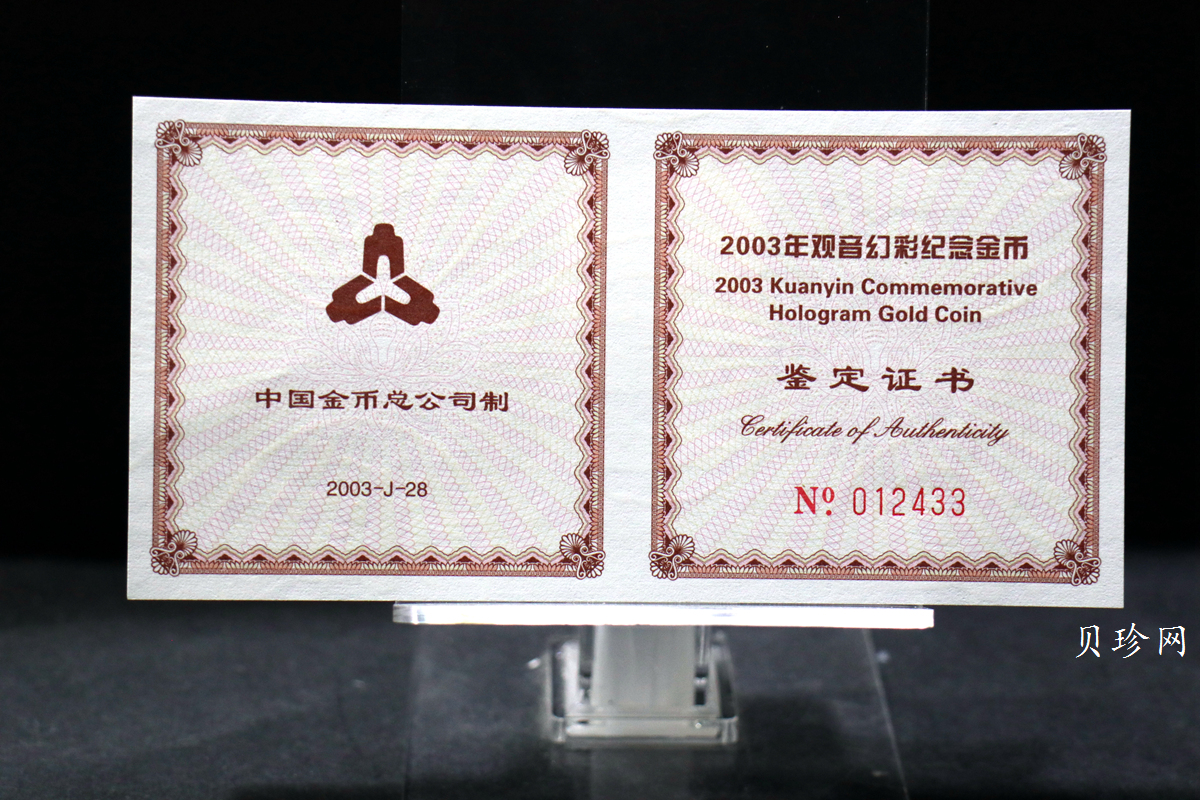 中国金币总公司制
2003-J-28
2003年观音幻彩纪念金币
2003 Kuanyin Commemorative
Hologram Gold Coin
鉴定证书
Certificate of Authenticity
Nº 012433
贝珍网